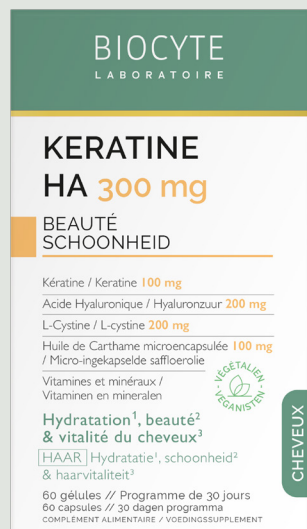 BIOCYTE
LABORATOIRE
KERATINE
HA 300 mg
BEAUTÉ
SCHOONHEID
Kératine / Keratine 100 mg
Acide Hyaluronique / Hyaluronzuur 200 mg
L-Cystine / L-cystine 200 mg
Huile de Carthame microencapsulée 100 mg
/ Micro-ingekapselde saffloerolie
VÉGÉTALIEN
VEGANISTEN
Vitamines et minéraux /
Vitaminen en mineralen
Hydratation¹, beauté²
& vitalité du cheveux³
HAAR Hydratatie¹, schoonheid²
& haarvitaliteit³
CHEVEUX
60 gélules // Programme de 30 jours
60 capsules // 30 dagen programma
COMPLÉMENT ALIMENTAIRE / VOEDINGSSUPPLEMENT